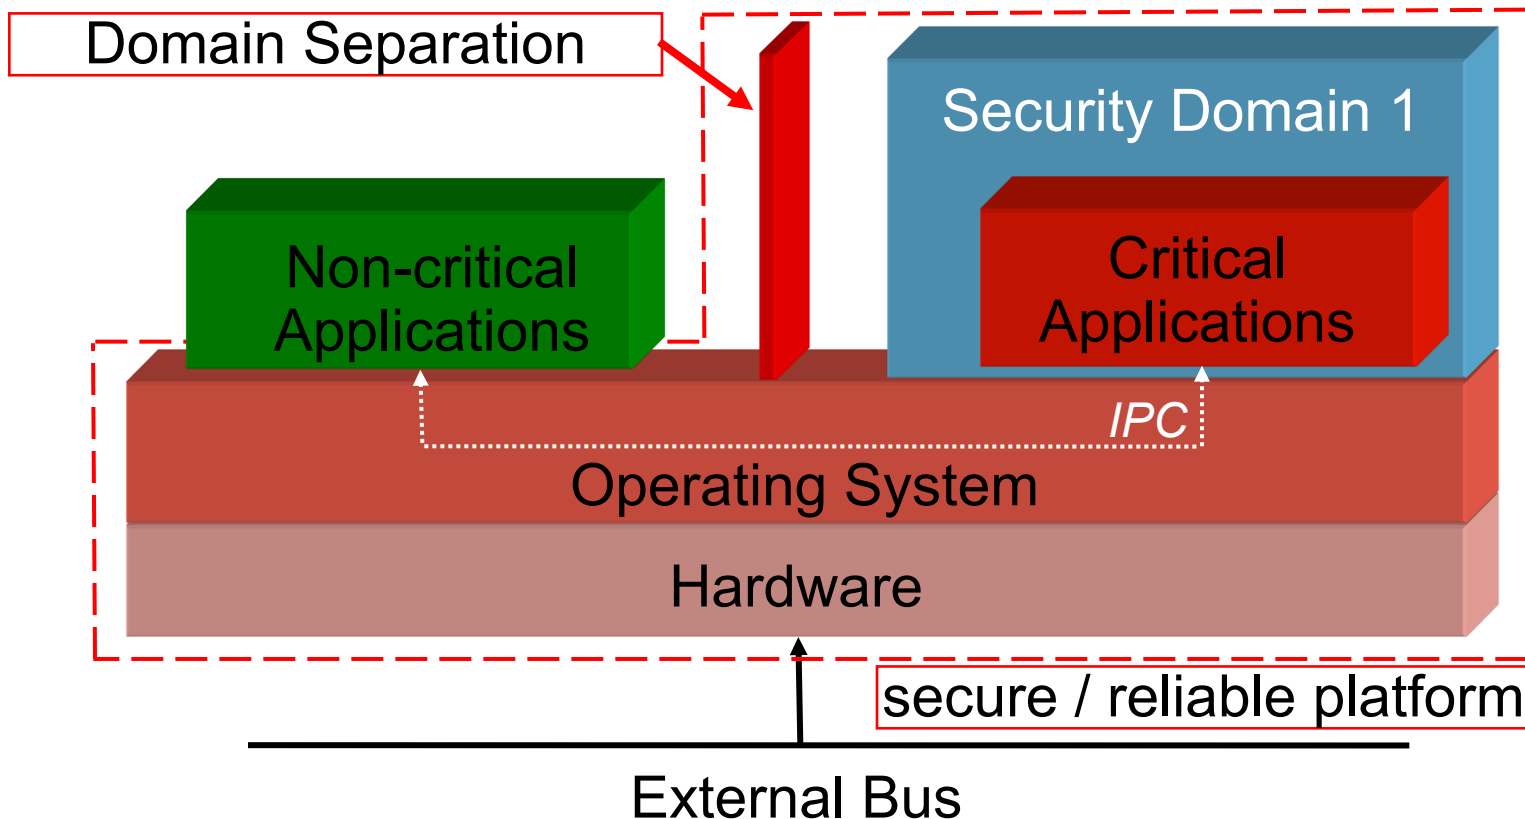 Domain Separation
Security Domain 1
Non-critical
Applications
Critical
Applications
IPC
Operating System
Hardware
secure / reliable platform
External Bus